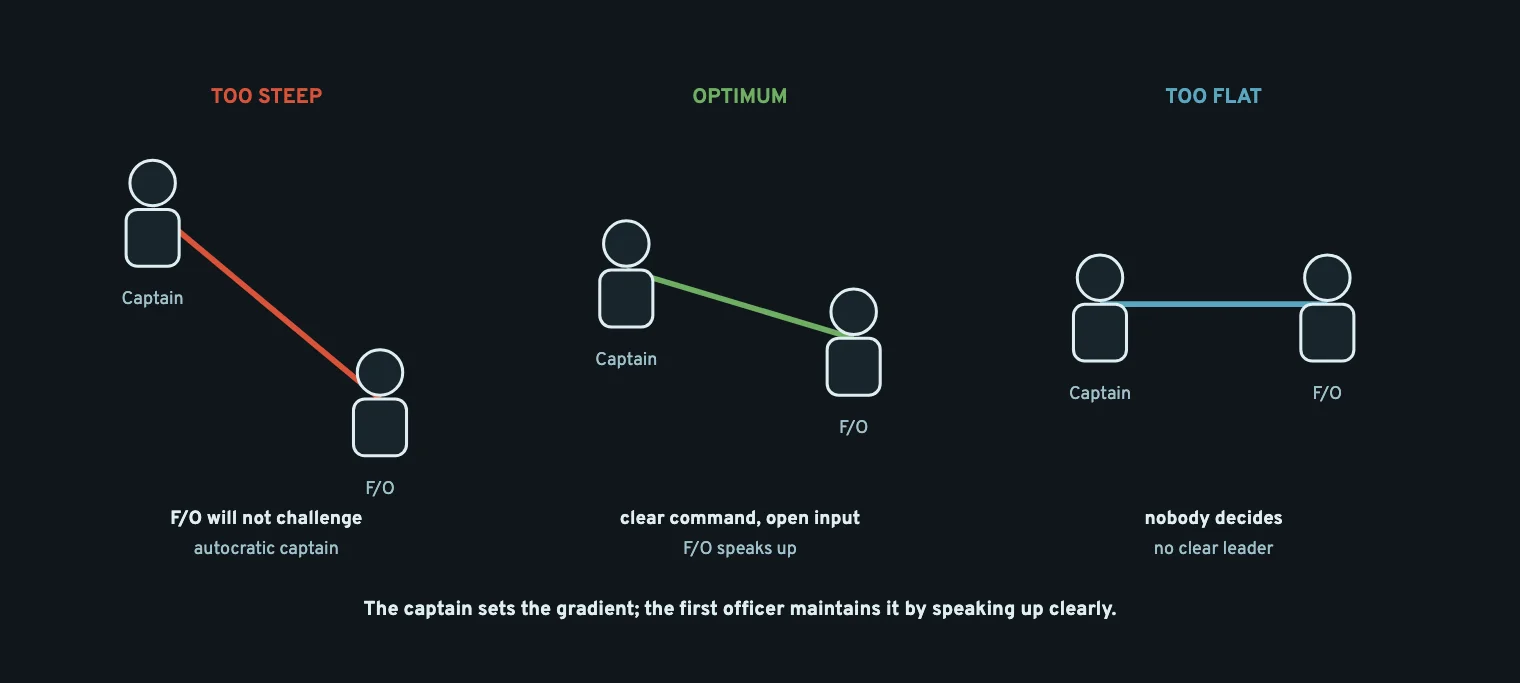 TOO STEEP
Captain
F/O
F/O will not challenge
autocratic captain
OPTIMUM
Captain
F/O
clear command, open input
F/O speaks up
TOO FLAT
Captain
F/O
nobody decides
no clear leader
The captain sets the gradient; the first officer maintains it by speaking up clearly.